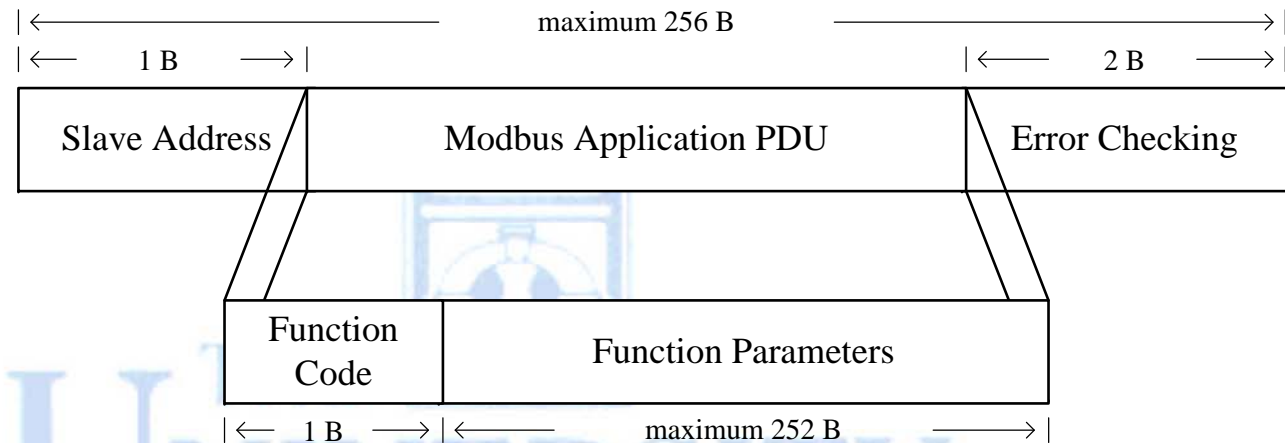 maximum 256 B
1 B
2 B
Slave Address
Modbus Application PDU
Error Checking
Function
Code
Function Parameters
1 B
maximum 252 B